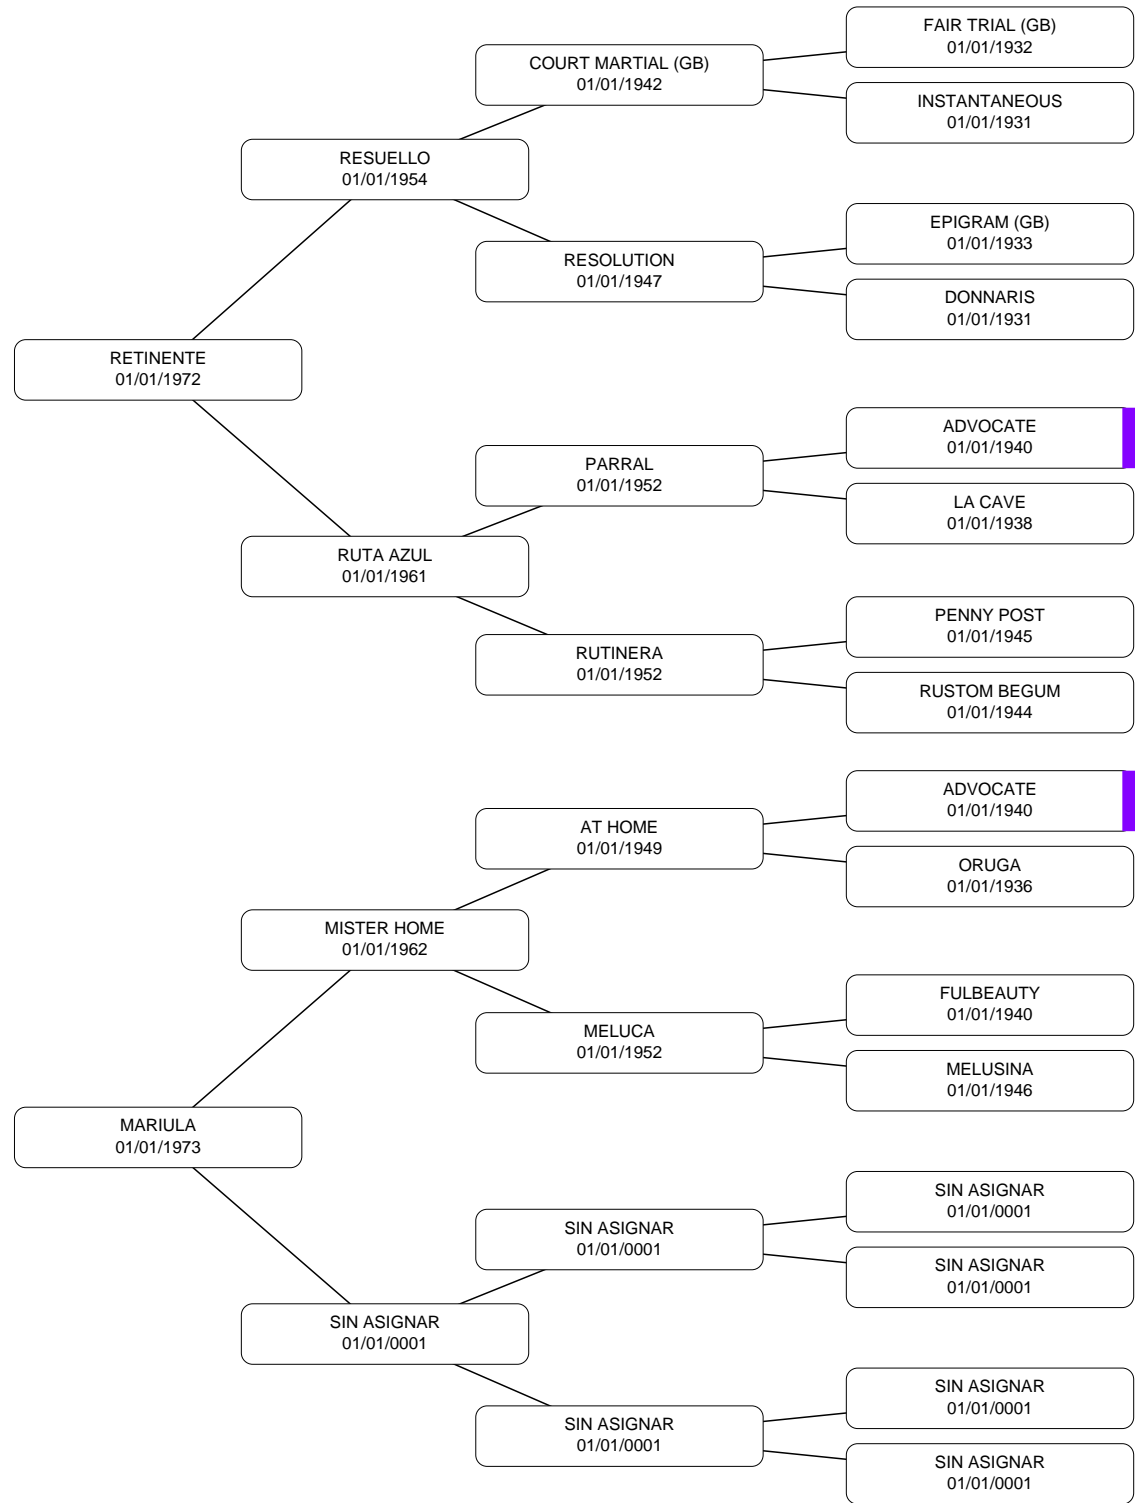 FAIR TRIAL (GB)
01/01/1932
COURT MARTIAL (GB)
01/01/1942
INSTANTANEOUS
01/01/1931
RESUELLO
01/01/1954
EPIGRAM (GB)
01/01/1933
RESOLUTION
01/01/1947
DONNARIS
01/01/1931
RETINENTE
01/01/1972
ADVOCATE
01/01/1940
PARRAL
01/01/1952
LA CAVE
01/01/1938
RUTA AZUL
01/01/1961
PENNY POST
01/01/1945
RUTINERA
01/01/1952
RUSTOM BEGUM
01/01/1944
ADVOCATE
01/01/1940
AT HOME
01/01/1949
ORUGA
01/01/1936
MISTER HOME
01/01/1962
FULBEAUTY
01/01/1940
MELUCA
01/01/1952
MELUSINA
01/01/1946
MARIULA
01/01/1973
SIN ASIGNAR
01/01/0001
SIN ASIGNAR
01/01/0001
SIN ASIGNAR
01/01/0001
SIN ASIGNAR
01/01/0001
SIN ASIGNAR
01/01/0001
SIN ASIGNAR
01/01/0001
SIN ASIGNAR
01/01/0001